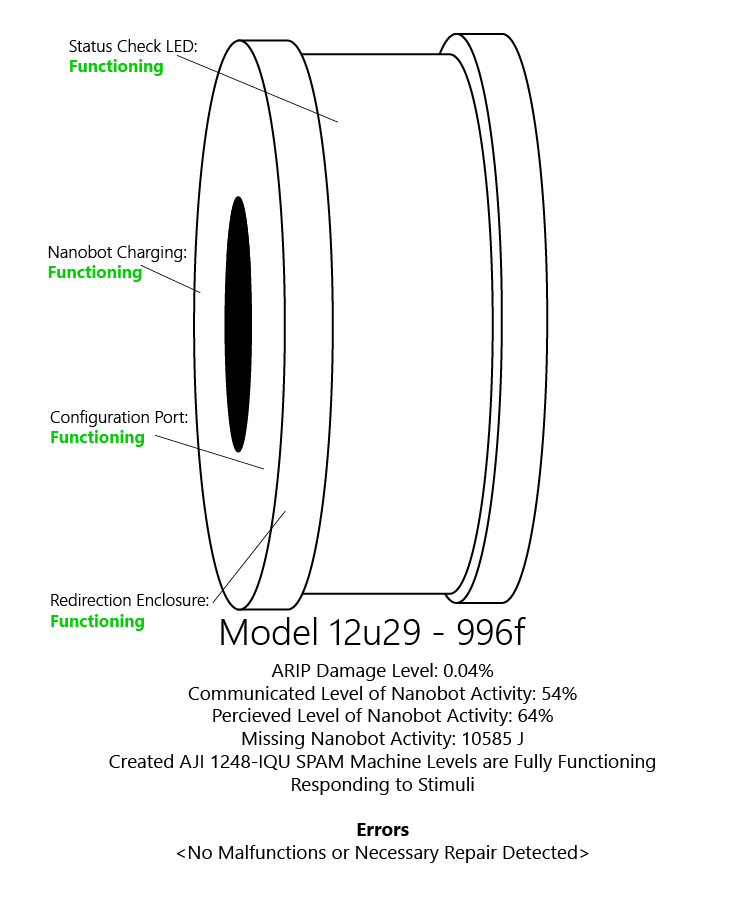 Status Check LED:
Functioning
Nanobot Charging:
Functioning
Configuration Port:
Functioning
Redirection Enclosure:
Functioning
Model 12u29 - 996f
ARIP Damage Level: 0.04%
Communicated Level of Nanobot Activity: 54%
Percieved Level of Nanobot Activity: 64%
Missing Nanobot Activity: 10585 J
Created AJI 1248-IQU SPAM Machine Levels are Fully Functioning
Responding to Stimuli
Errors
<No Malfunctions or Necessary Repair Detected>